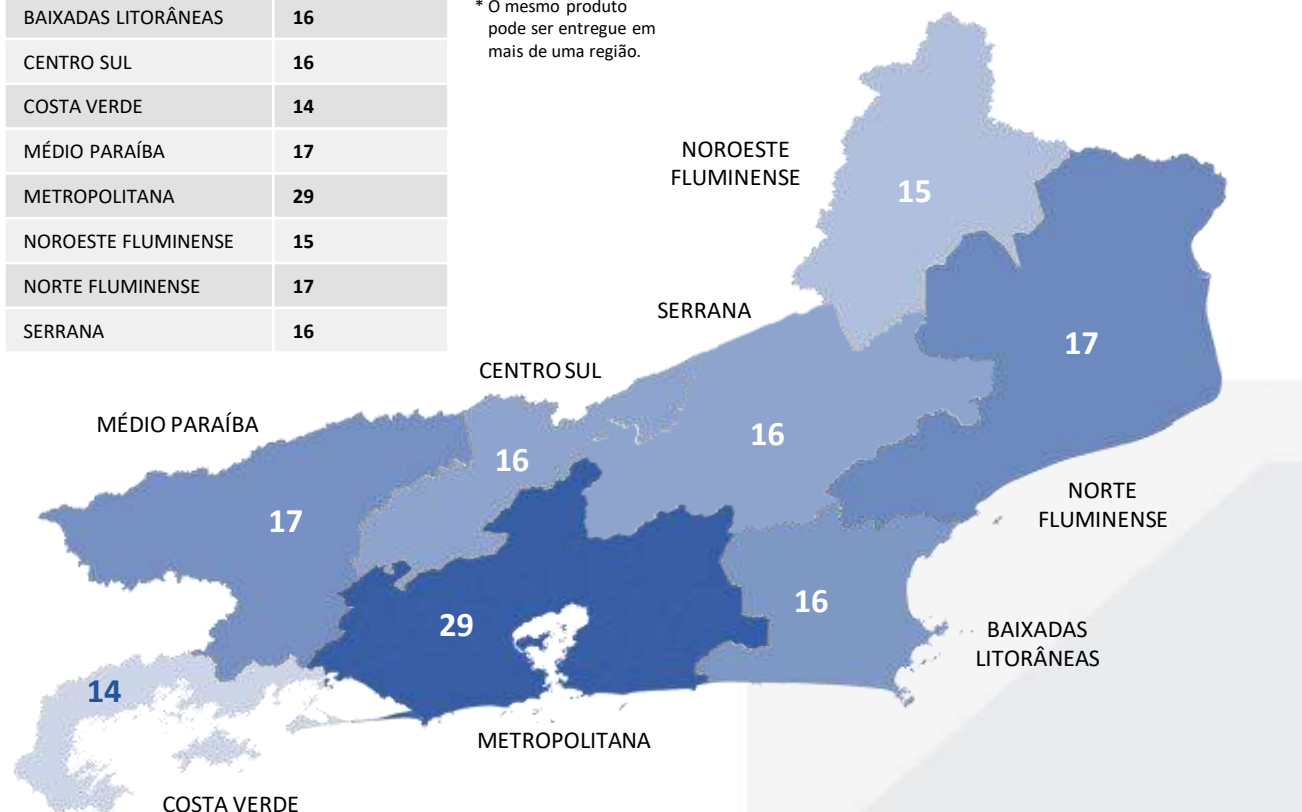 BAIXADAS LITORÂNEAS 16
CENTRO SUL 16
COSTA VERDE 14
MÉDIO PARAÍBA 17
METROPOLITANA 29
NOROESTE FLUMINENSE 15
NORTE FLUMINENSE 17
SERRANA 16
* O mesmo produto
pode ser entregue em
mais de uma região.
NOROESTE
FLUMINENSE
15
SERRANA
17
CENTRO SUL
MÉDIO PARAÍBA
16
16
NORTE
FLUMINENSE
17
16
29
BAIXADAS
LITORÂNEAS
14
METROPOLITANA
COSTA VERDE